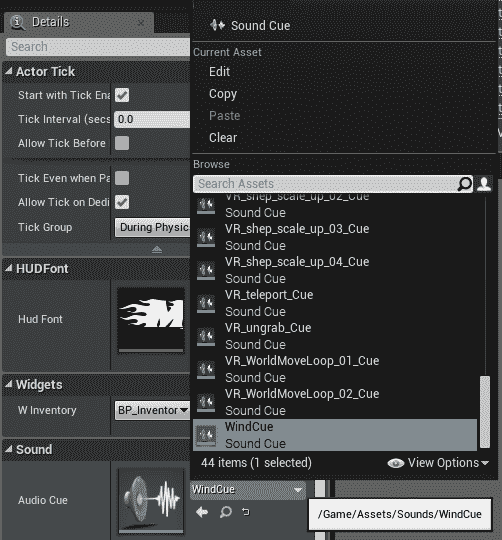 Details
Search
Actor Tick
Start with Tick Ena
Tick Interval (secs
0.0
Allow Tick Before
Tick Even when Pa
Allow Tick on Dedi
Tick Group
During Physic
HUDFont
Hud Font
M
Widgets
W Inventory
BP_Inventor
Sound
Audio Cue
Sound Cue
Current Asset
Edit
Copy
Paste
Clear
Browse
Search Assets
VR_shep_scale_up_02_Cue
Sound Cue
VR_shep_scale_up_03_Cue
Sound Cue
VR_shep_scale_up_04_Cue
Sound Cue
VR_teleport_Cue
Sound Cue
VR_ungrab_Cue
Sound Cue
VR_WorldMoveLoop_01_Cue
Sound Cue
VR_WorldMoveLoop_02_Cue
Sound Cue
WindCue
Sound Cue
44 items (1 selected)
View Options
WindCue
/Game/Assets/Sounds/WindCue